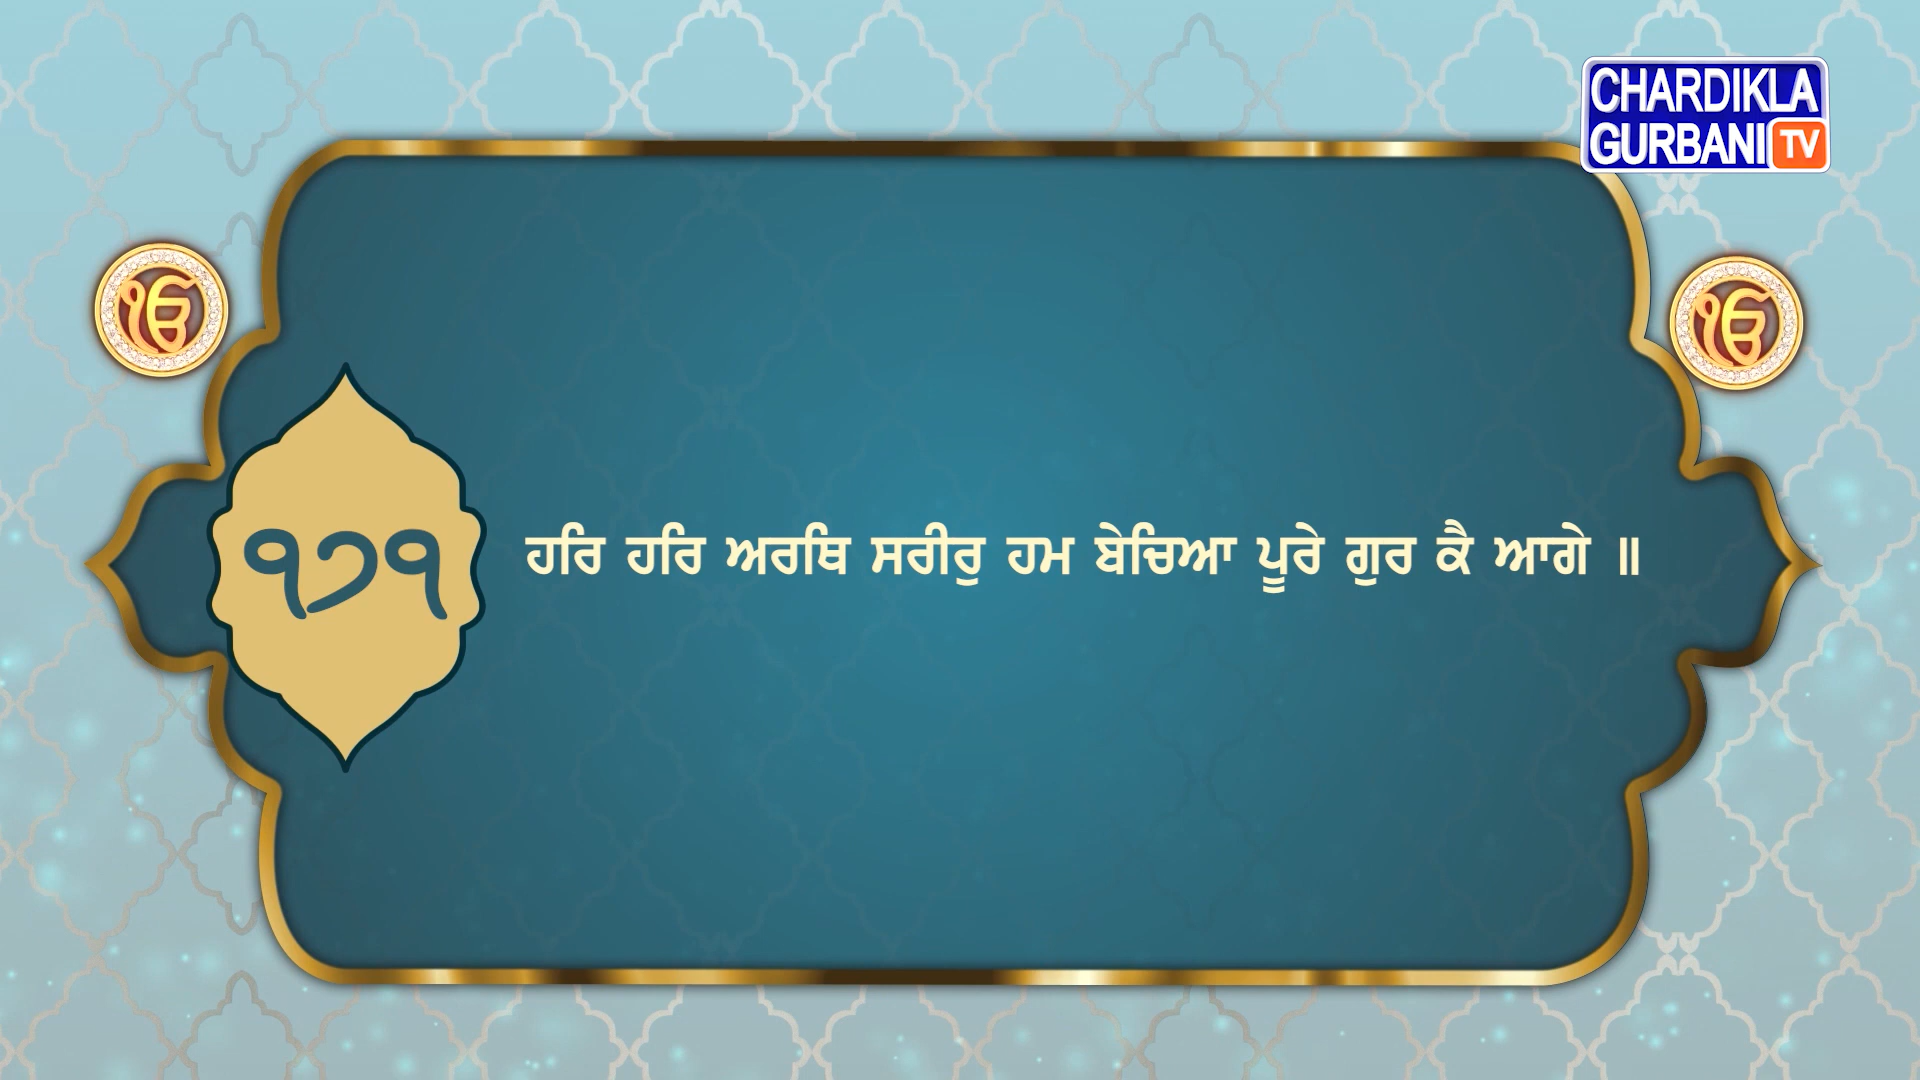 CHARDIKLA
GURBANI TV
ੴ
ੴ
੧੭੧
ਹਰਿ ਹਰਿ ਅਰਥਿ ਸਰੀਰੁ ਹਮ ਬੇਚਿਆ ਪੂਰੇ ਗੁਰ ਕੈ ਆਗੇ ॥